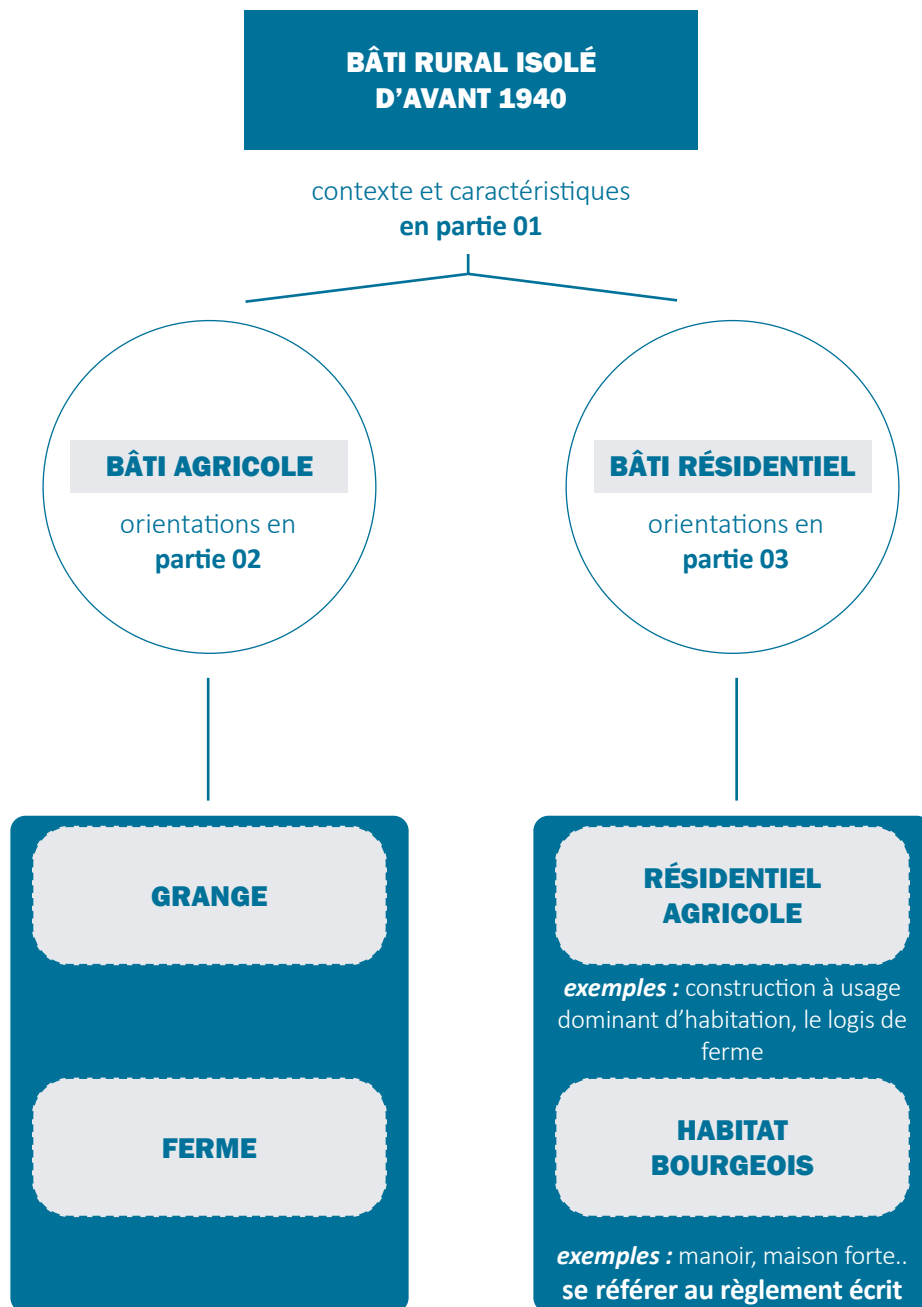 BÂTI RURAL ISOLÉ
D'AVANT 1940
contexte et caractéristiques
en partie 01
BÂTI AGRICOLE
orientations en
partie 02
BÂTI RÉSIDENTIEL
orientations en
partie 03
GRANGE
FERME
RÉSIDENTIEL
AGRICOLE
exemples : construction à usage
dominant d'habitation, le logis de
ferme
HABITAT
BOURGEOIS
exemples : manoir, maison forte..
se référer au règlement écrit